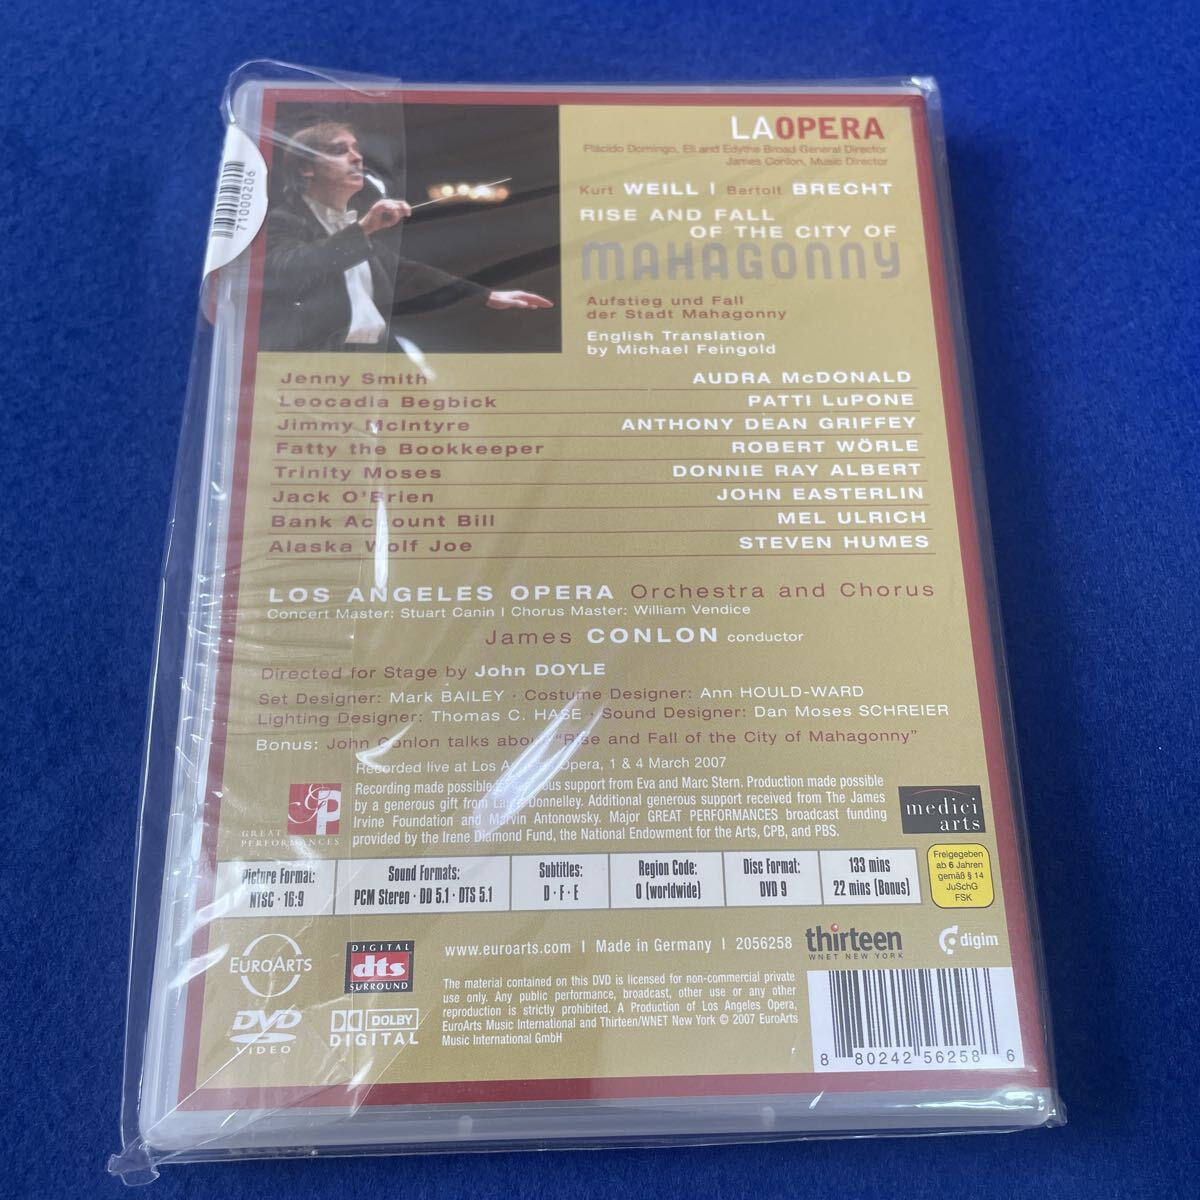 71000206
LAOPERA
Plácido Domingo, Eli and Edythe Broad General Director
James Conlon, Music Director
Kurt WEILL | Bertolt BRECHT
RISE AND FALL
OF THE CITY OF
MAHAGONNY
Aufstieg und Fall
der Stadt Mahagonny
English Translation
by Michael Feingold
Jenny Smith AUDRA McDONALD
Leocadia Begbick PATTI LuPONE
Jimmy McIntyre ANTHONY DEAN GRIFFEY
Fatty the Bookkeeper ROBERT WÖRLE
Trinity Moses DONNIE RAY ALBERT
Jack O'Brien JOHN EASTERLIN
Bank Account Bill MEL ULRICH
Alaska Wolf Joe STEVEN HUMES
LOS ANGELES OPERA Orchestra and Chorus
Concert Master: Stuart Canin | Chorus Master: William Vendice
James CONLON conductor
Directed for Stage by John DOYLE
Set Designer: Mark BAILEY · Costume Designer: Ann HOULD-WARD
Lighting Designer: Thomas C. HASE · Sound Designer: Dan Moses SCHREIER
Bonus: John Conlon talks about "Rise and Fall of the City of Mahagonny"
Recorded live at Los Angeles Opera, 1 & 4 March 2007
Recording made possible by generous support from Eva and Marc Stern. Production made possible
by a generous gift from Donnelley. Additional generous support received from The James
Irvine Foundation and Marvin Antonowsky. Major GREAT PERFORMANCES broadcast funding
provided by the Irene Diamond Fund, the National Endowment for the Arts, CPB, and PBS.
GP
GREAT
PERFORMANCES
medici
arts
Picture Format:
NTSC · 16:9
Sound Formats:
PCM Stereo · DD 5.1 · DTS 5.1
Subtitles:
D · F · E
Region Code:
0 (worldwide)
Disc Format:
DVD 9
133 mins
22 mins (Bonus)
Freigegeben
ab 6 Jahren
gemäß § 14
JuSchG
FSK
EUROARTS
DIGITAL
dts
SURROUND
www.euroarts.com | Made in Germany | 2056258
thirteen
WNET NEW YORK
digim
The material contained on this DVD is licensed for non-commercial private
use only. Any public performance, broadcast, other use or any other
reproduction is strictly prohibited. A Production of Los Angeles Opera,
EuroArts Music International and Thirteen/WNET New York © 2007 EuroArts
Music International GmbH
DVD
VIDEO
DOLBY
DIGITAL
8 80242 56258 6